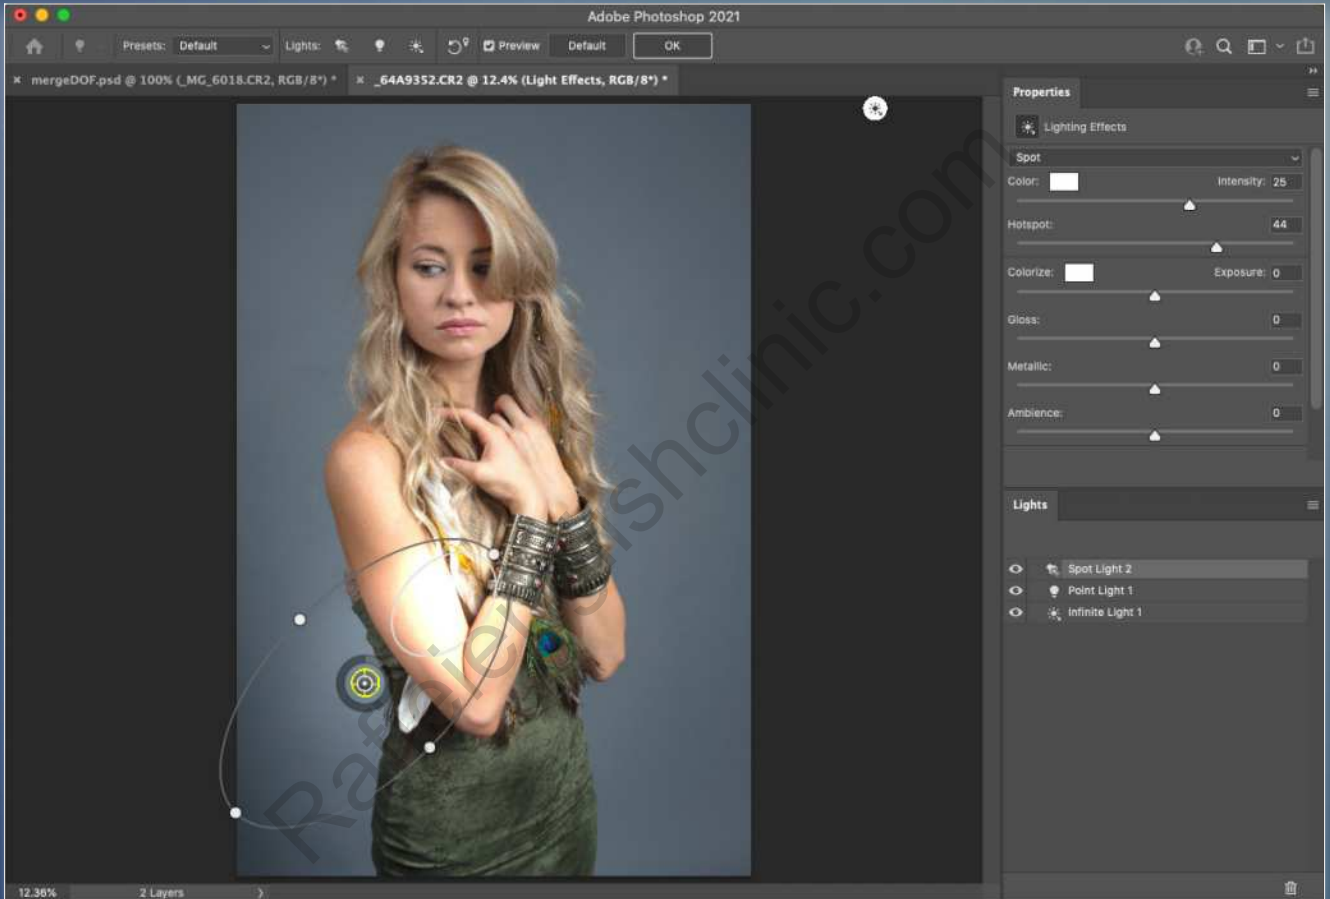 Adobe Photoshop 2021
Presets: Default Lights: Preview Default OK
× mergeDOF.psd @ 100% (_MG_6018.CR2, RGB/8*) * × _64A9352.CR2 @ 12.4% (Light Effects, RGB/8*) *
Properties
Lighting Effects
Spot
Color: Intensity: 25
Hotspot: 44
Colorize: Exposure: 0
Gloss: 0
Metallic: 0
Ambience: 0
Lights
Spot Light 2
Point Light 1
Infinite Light 1
12.36% 2 Layers